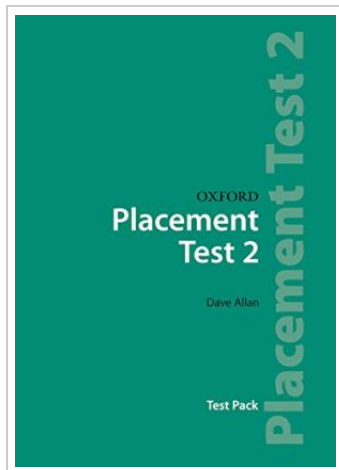 OXFORD
Placement
Test 2
Dave Allan
Test Pack
Placement Test 2